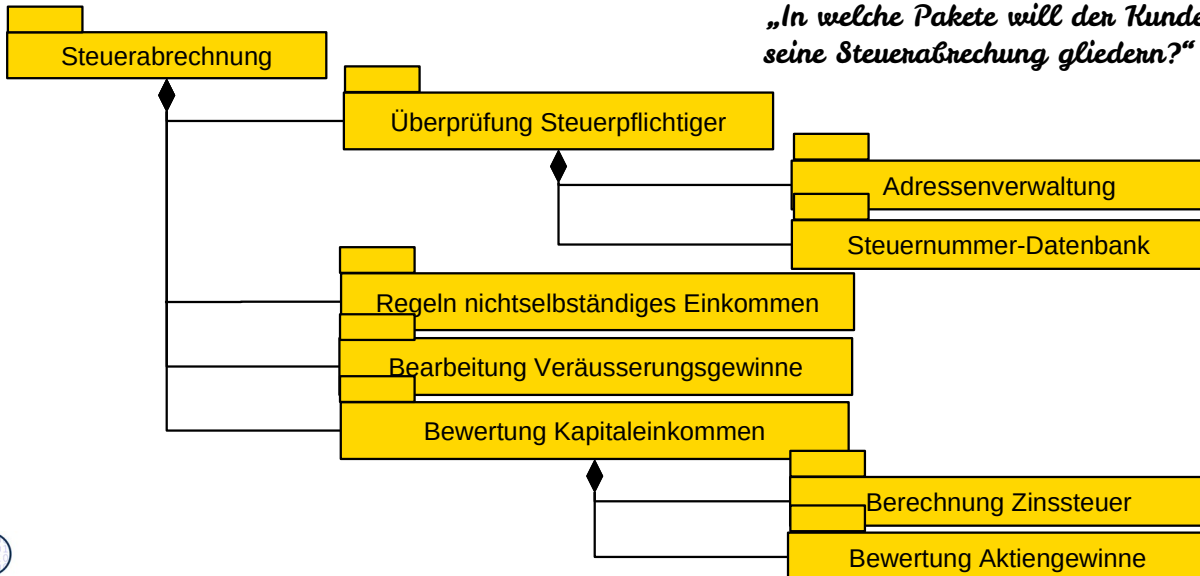 „In welche Pakete will der Kunde
seine Steuerabrechung gliedern?“
Steuerabrechnung
Überprüfung Steuerpflichtiger
Adressenverwaltung
Steuernummer-Datenbank
Regeln nichtselbständiges Einkommen
Bearbeitung Veräusserungsgewinne
Bewertung Kapitaleinkommen
Berechnung Zinssteuer
Bewertung Aktiengewinne